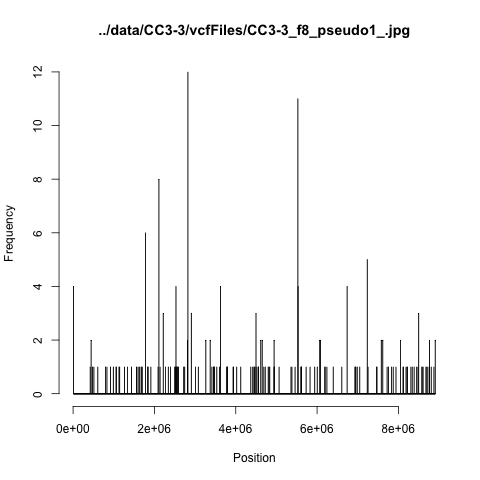 ../data/CC3-3/vcfFiles/CC3-3_f8_pseudo1_.jpg
12
10
8
6
4
2
0
Frequency
0e+00 2e+06 4e+06 6e+06 8e+06
Position